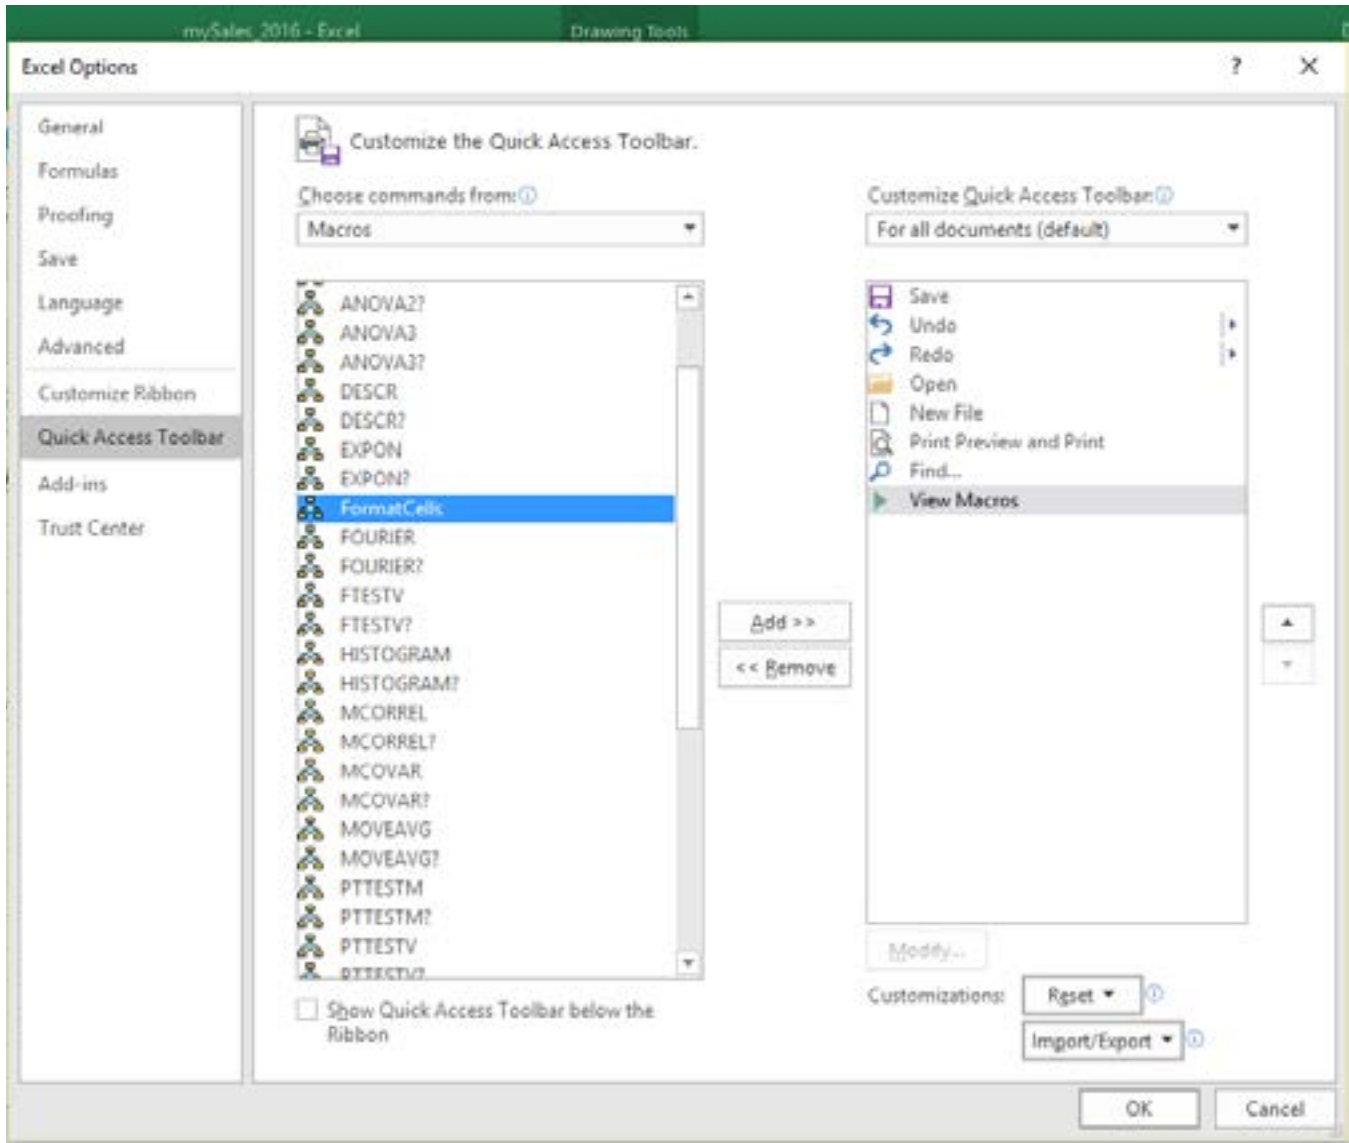 mySales_2016 - Excel
Drawing Tools
Excel Options
?
General
Formulas
Proofing
Save
Language
Advanced
Customize Ribbon
Quick Access Toolbar
Add-ins
Trust Center
Customize the Quick Access Toolbar.
Choose commands from:
Macros
ANOVA2?
ANOVA3
ANOVA3?
DESCR
DESCR?
EXPON
EXPON?
FormatCells
FOURIER
FOURIER?
FTESTV
FTESTV?
HISTOGRAM
HISTOGRAM?
MCORREL
MCORREL?
MCOVAR
MCOVAR?
MOVEAVG
MOVEAVG?
PTTESTM
PTTESTM?
PTTESTV
PTTESTV?
Show Quick Access Toolbar below the
Ribbon
Add >>
<< Remove
Customize Quick Access Toolbar:
For all documents (default)
Save
Undo
Redo
Open
New File
Print Preview and Print
Find...
View Macros
Modify...
Customizations:
Reset
Import/Export
OK
Cancel